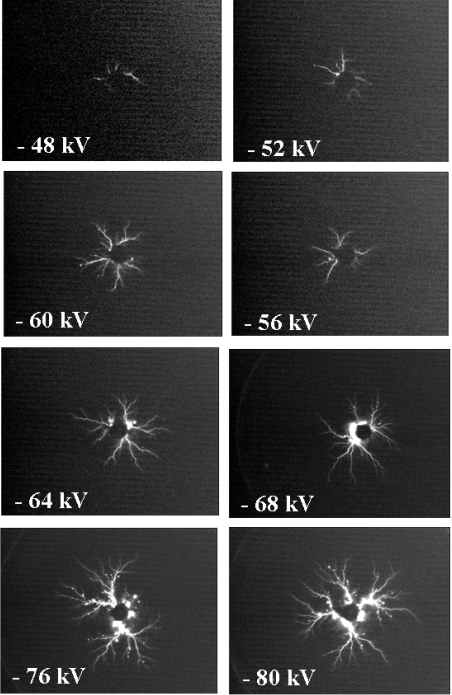 - 48 kV
- 52 kV
- 60 kV
- 56 kV
- 64 kV
- 68 kV
- 76 kV
- 80 kV